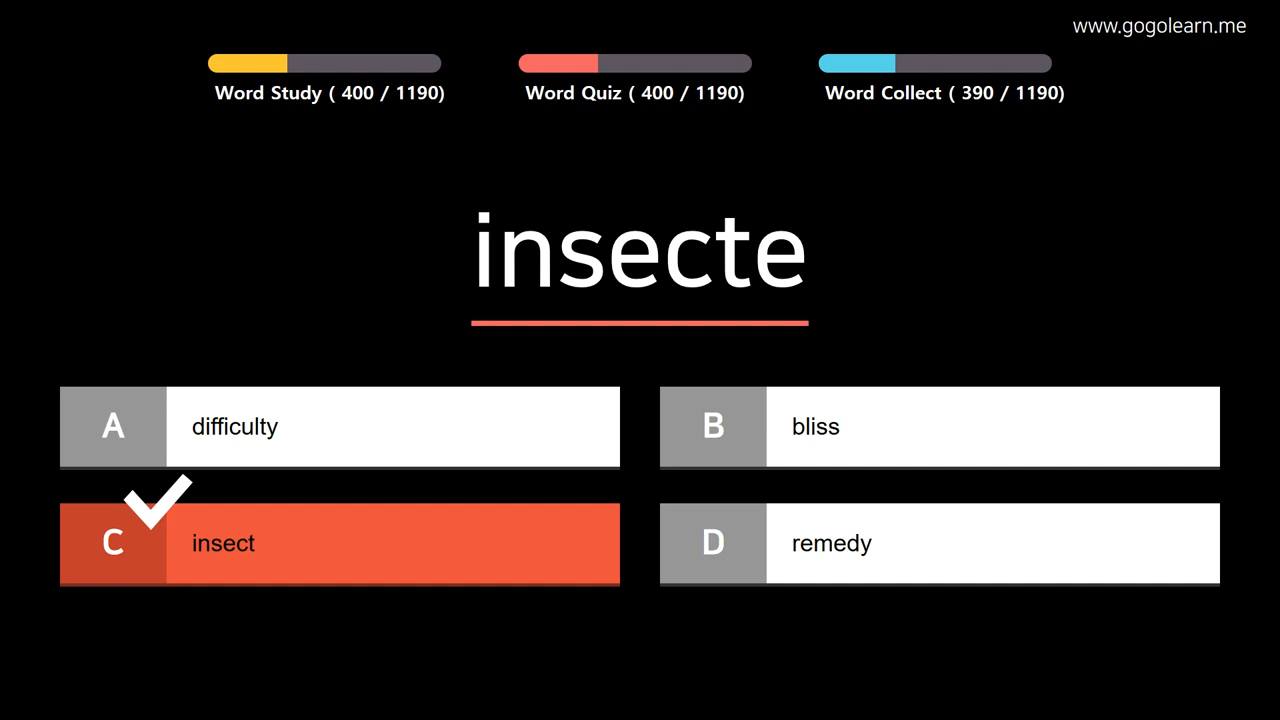 www.gogolearn.me
Word Study ( 400 / 1190)
Word Quiz ( 400 / 1190)
Word Collect ( 390 / 1190)
insecte
A difficulty
B bliss
C insect
D remedy